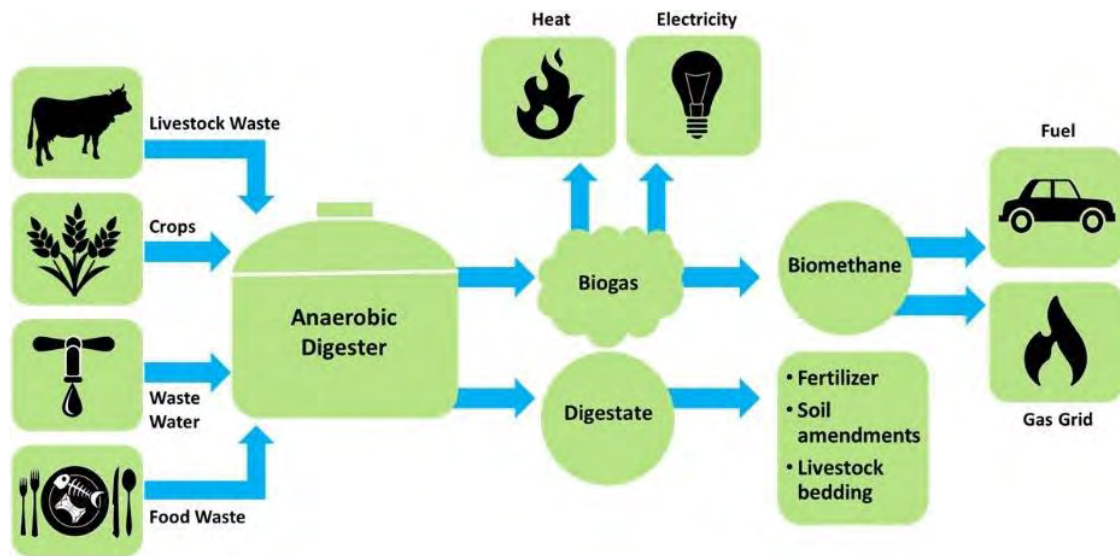 Heat
Electricity
Livestock Waste
Fuel
Crops
Biogas
Biomethane
Anaerobic
Digester
Waste
Water
Digestate
• Fertilizer
• Soil
amendments
• Livestock
bedding
Gas Grid
Food Waste